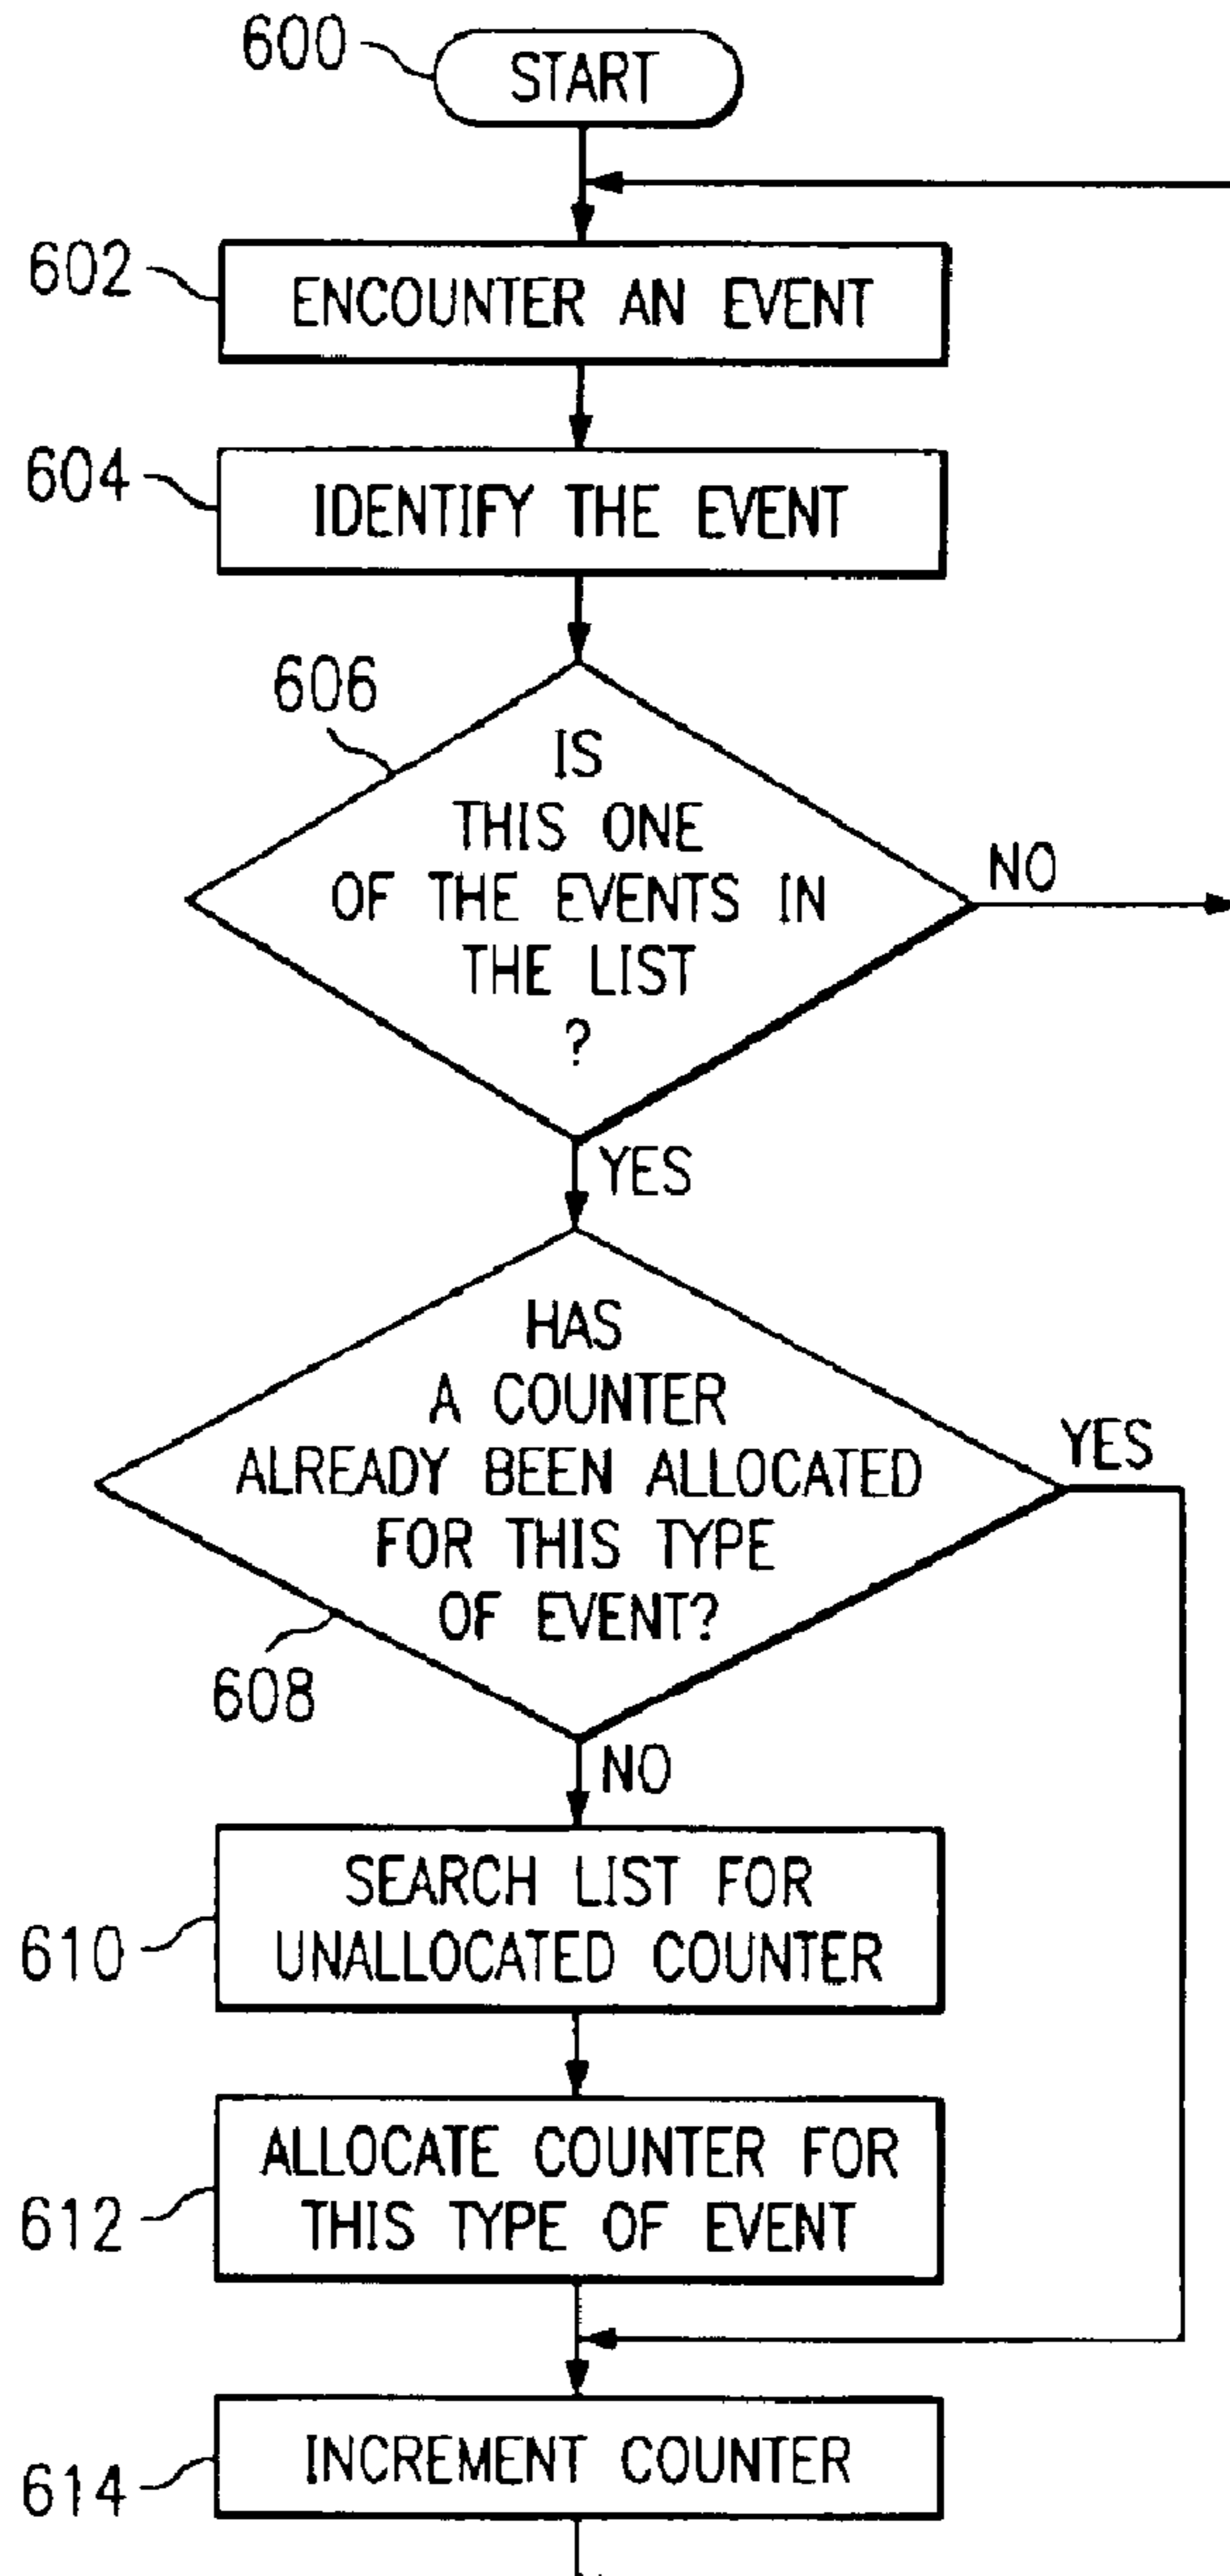 600
START
602
ENCOUNTER AN EVENT
604
IDENTIFY THE EVENT
606
IS
THIS ONE
OF THE EVENTS IN
THE LIST
?
NO
YES
HAS
A COUNTER
ALREADY BEEN ALLOCATED
FOR THIS TYPE
OF EVENT?
YES
608
NO
610
SEARCH LIST FOR
UNALLOCATED COUNTER
612
ALLOCATE COUNTER FOR
THIS TYPE OF EVENT
614
INCREMENT COUNTER